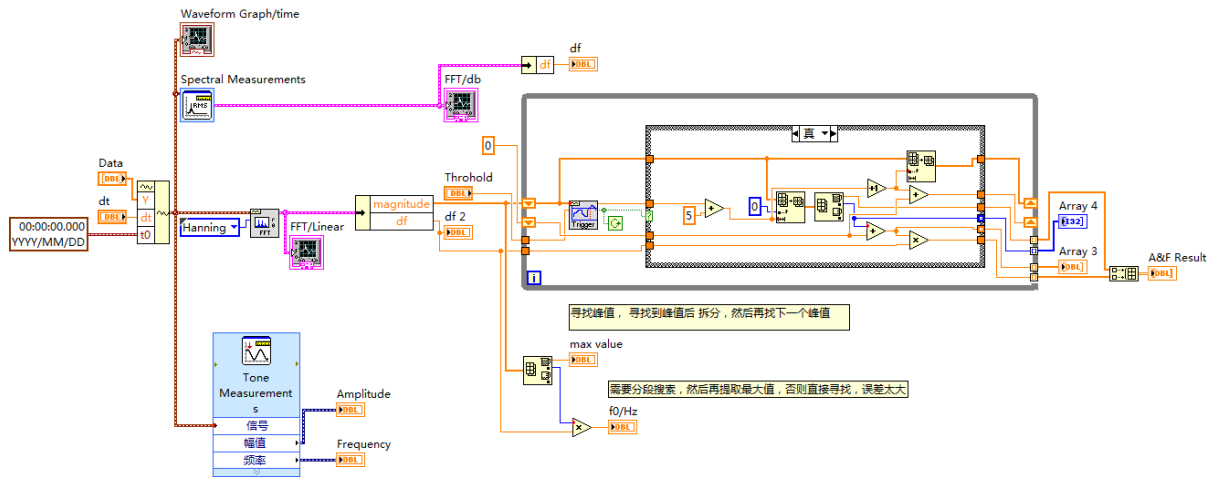 Waveform Graph/time
Spectral Measurements
RMS
FFT/db
df
df
DBL
Data
DBL
dt
DBL
Y
dt
t0
00:00:00.000
YYYY/MM/DD
Hanning
FFT
FFT/Linear
magnitude
df
Throhold
DBL
df 2
DBL
0
Trigger
真
5
0
+1
i
Array 4
I32
Array 3
DBL
A&F Result
DBL
寻找峰值， 寻找到峰值后 拆分，然后再找下一个峰值
max value
DBL
需要分段搜素，然后再提取最大值，否则直接寻找，误差太大
f0/Hz
DBL
Tone
Measurement
s
信号
幅值
频率
Amplitude
DBL
Frequency
DBL